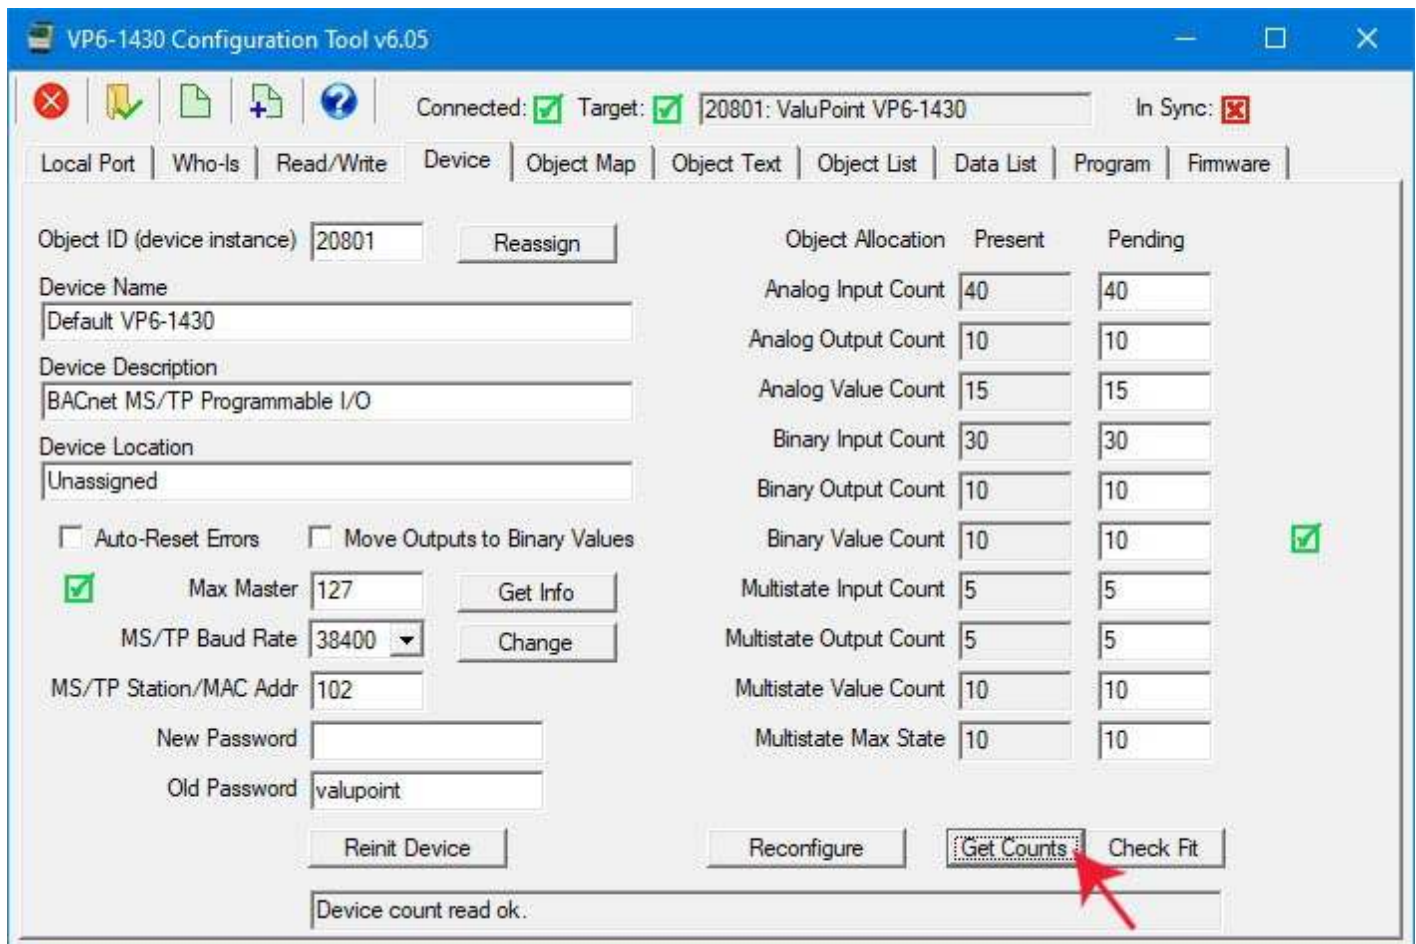 VP6-1430 Configuration Tool v6.05
Connected: Target: 20801: ValuPoint VP6-1430 In Sync:
Local Port Who-Is Read/Write Device Object Map Object Text Object List Data List Program Firmware
Object ID (device instance) 20801 Reassign
Object Allocation Present Pending
Device Name
Analog Input Count 40 40
Default VP6-1430
Analog Output Count 10 10
Device Description
BACnet MS/TP Programmable I/O
Analog Value Count 15 15
Device Location
Binary Input Count 30 30
Unassigned
Binary Output Count 10 10
Auto-Reset Errors Move Outputs to Binary Values
Binary Value Count 10 10
Max Master 127 Get Info
Multistate Input Count 5 5
MS/TP Baud Rate 38400 Change
Multistate Output Count 5 5
MS/TP Station/MAC Addr 102
Multistate Value Count 10 10
New Password
Multistate Max State 10 10
Old Password valupoint
Reinit Device Reconfigure Get Counts Check Fit
Device count read ok.